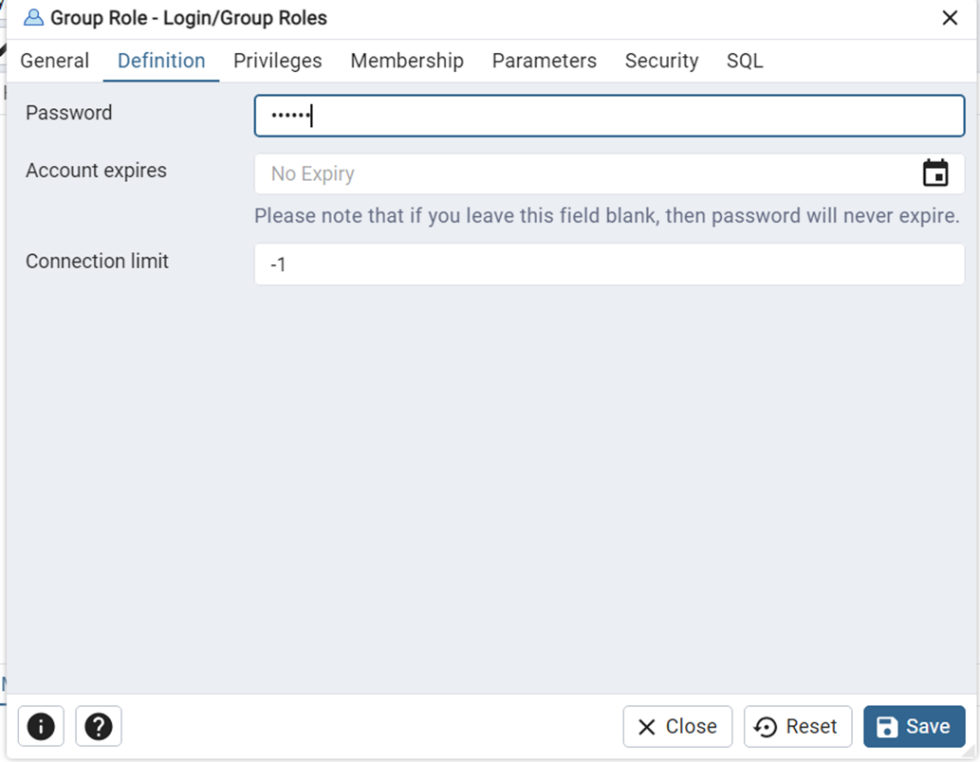 Group Role - Login/Group Roles
General Definition Privileges Membership Parameters Security SQL
Password ••••••
Account expires No Expiry
Please note that if you leave this field blank, then password will never expire.
Connection limit -1
Close Reset Save